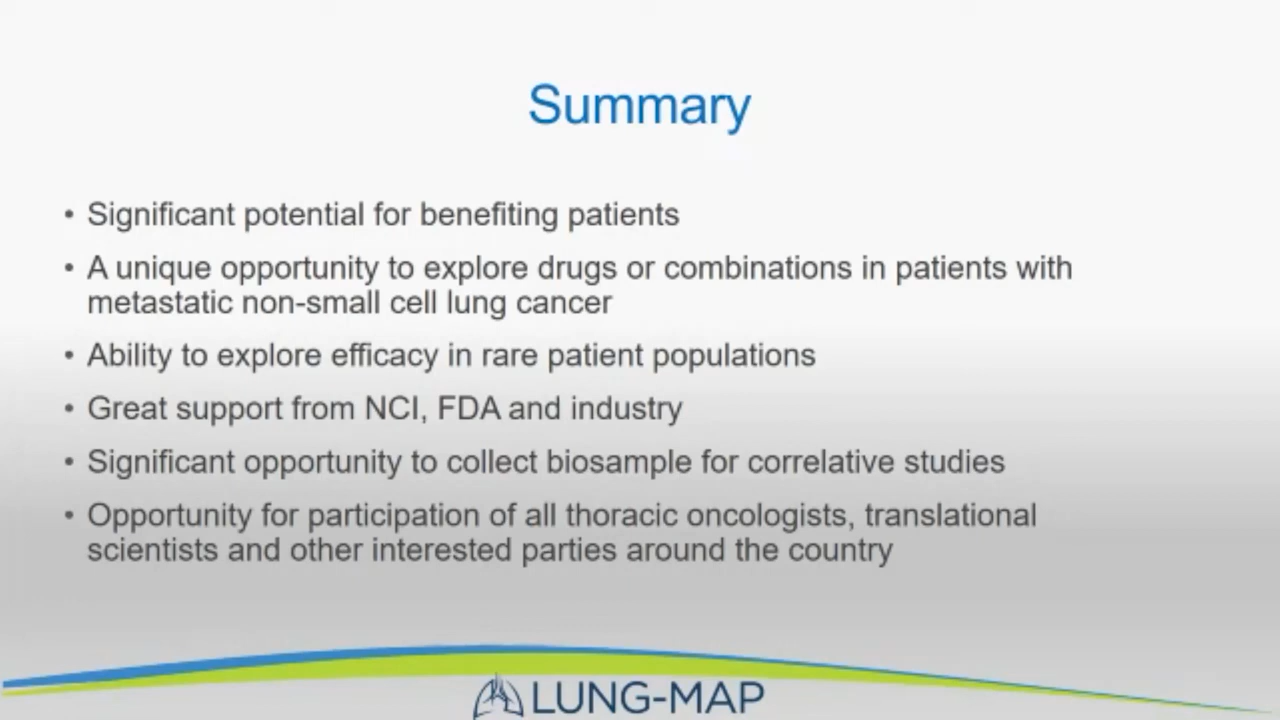 Summary
• Significant potential for benefiting patients
• A unique opportunity to explore drugs or combinations in patients with
metastatic non-small cell lung cancer
• Ability to explore efficacy in rare patient populations
• Great support from NCI, FDA and industry
• Significant opportunity to collect biosample for correlative studies
• Opportunity for participation of all thoracic oncologists, translational
scientists and other interested parties around the country
LUNG-MAP